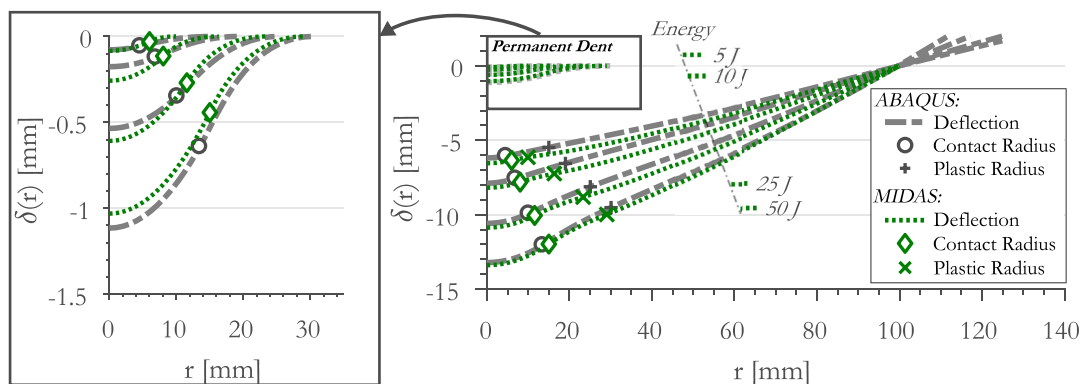 0
-0.5
-1
-1.5
0
10
20
30
δ(r) [mm]
r [mm]
Permanent Dent
Energy
5 J
10 J
25 J
50 J
0
-5
-10
-15
0
20
40
60
80
100
120
140
δ(r) [mm]
r [mm]
ABAQUS:
Deflection
Contact Radius
Plastic Radius
MIDAS:
Deflection
Contact Radius
Plastic Radius